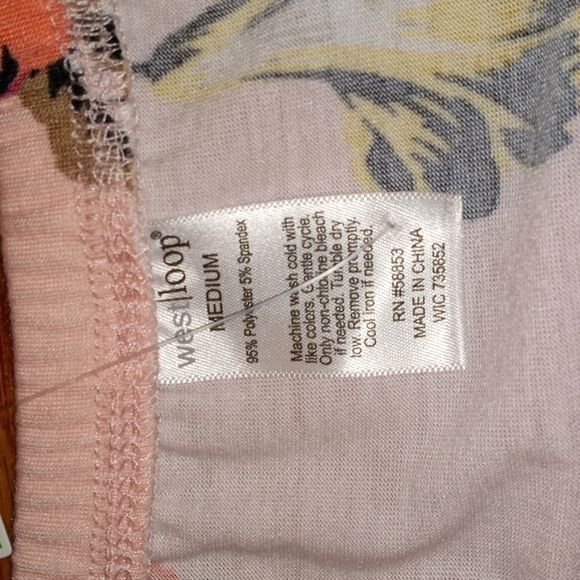 west|loop®
MEDIUM
95% Polyester 5% Spandex
Machine wash cold with
like colors. Gentle cycle.
Only non-chlorine bleach
if needed. Tumble dry
low. Remove promptly.
Cool iron if needed.
RN #58853
MADE IN CHINA
WIC 735852